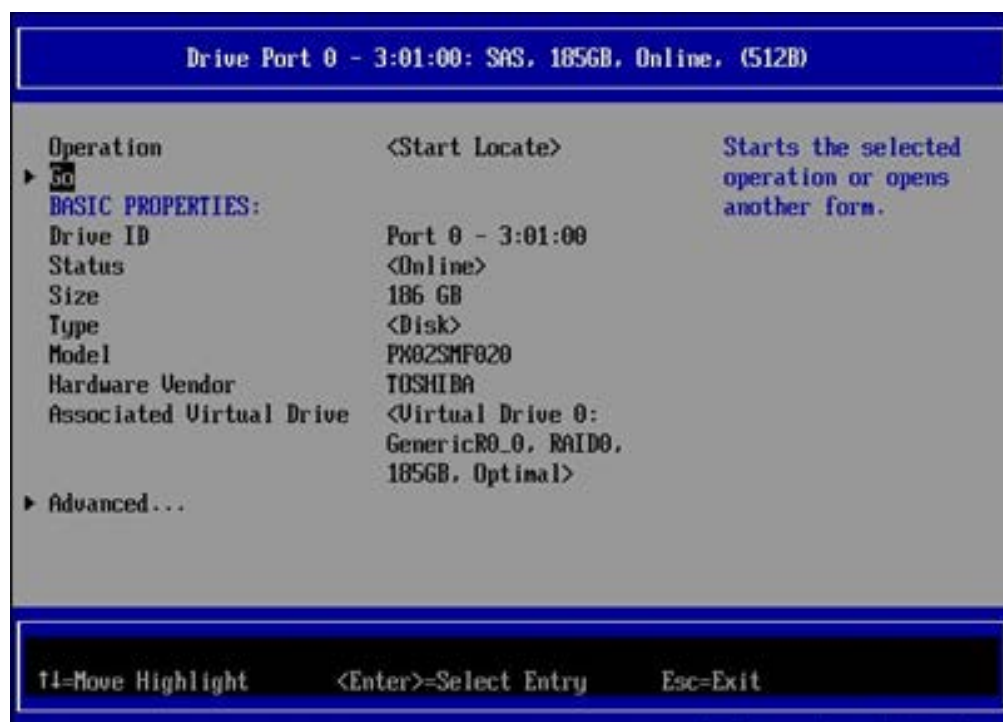 Drive Port 0 - 3:01:00: SAS, 185GB, Online, (512B)
Operation <Start Locate> Starts the selected
▶ Go operation or opens
BASIC PROPERTIES: another form.
Drive ID Port 0 - 3:01:00
Status <Online>
Size 186 GB
Type <Disk>
Model PX02SMF020
Hardware Vendor TOSHIBA
Associated Virtual Drive <Virtual Drive 0:
GenericR0_0, RAID0,
185GB, Optimal>
▶ Advanced...
↑↓=Move Highlight <Enter>=Select Entry Esc=Exit